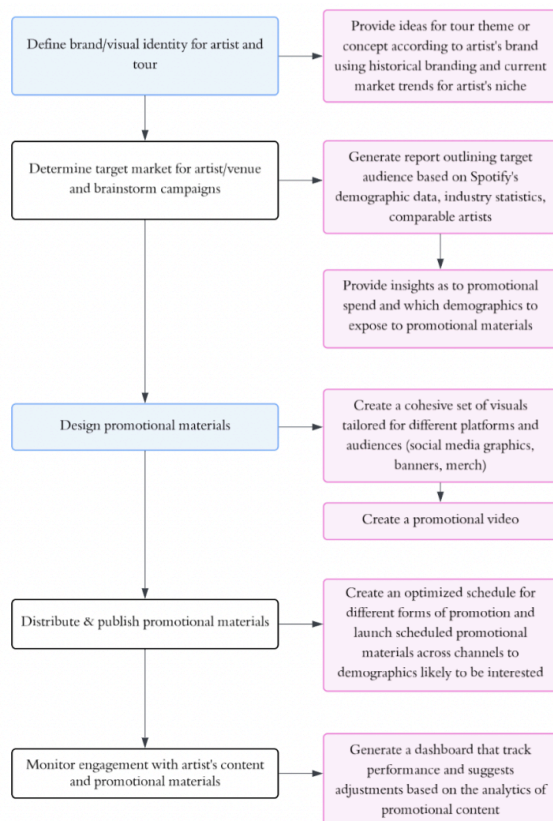 Define brand/visual identity for artist and
tour
Provide ideas for tour theme or
concept according to artist's brand
using historical branding and current
market trends for artist's niche
Determine target market for artist/venue
and brainstorm campaigns
Generate report outlining target
audience based on Spotify's
demographic data, industry statistics,
comparable artists
Provide insights as to promotional
spend and which demographics to
expose to promotional materials
Design promotional materials
Create a cohesive set of visuals
tailored for different platforms and
audiences (social media graphics,
banners, merch)
Create a promotional video
Distribute & publish promotional materials
Create an optimized schedule for
different forms of promotion and
launch scheduled promotional
materials across channels to
demographics likely to be interested
Monitor engagement with artist's content
and promotional materials
Generate a dashboard that track
performance and suggests
adjustments based on the analytics of
promotional content